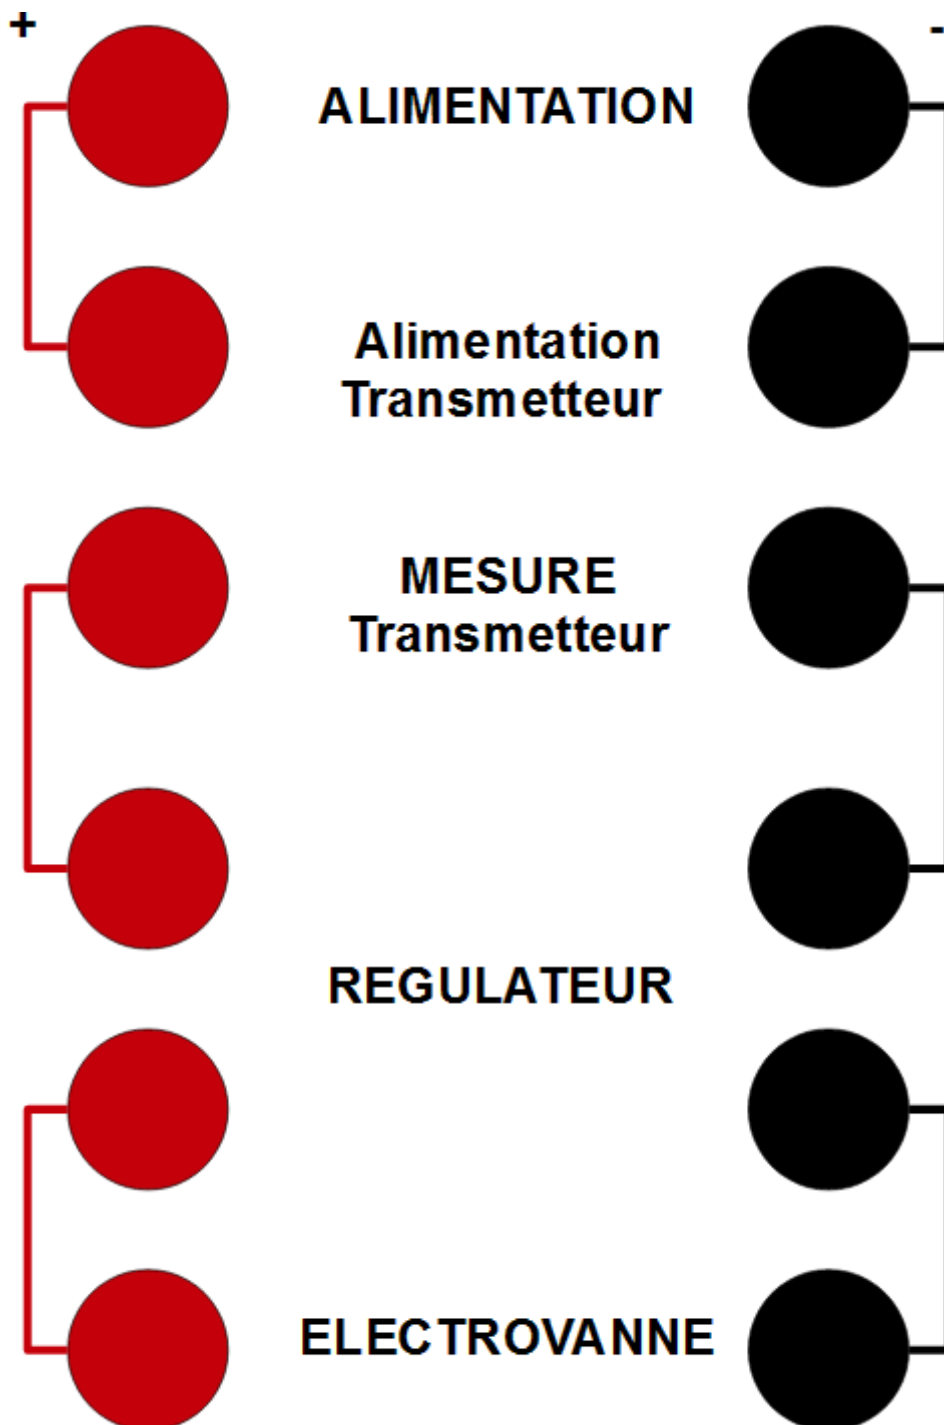 +
-
ALIMENTATION
Alimentation
Transmetteur
MESURE
Transmetteur
REGULATEUR
ELECTROVANNE